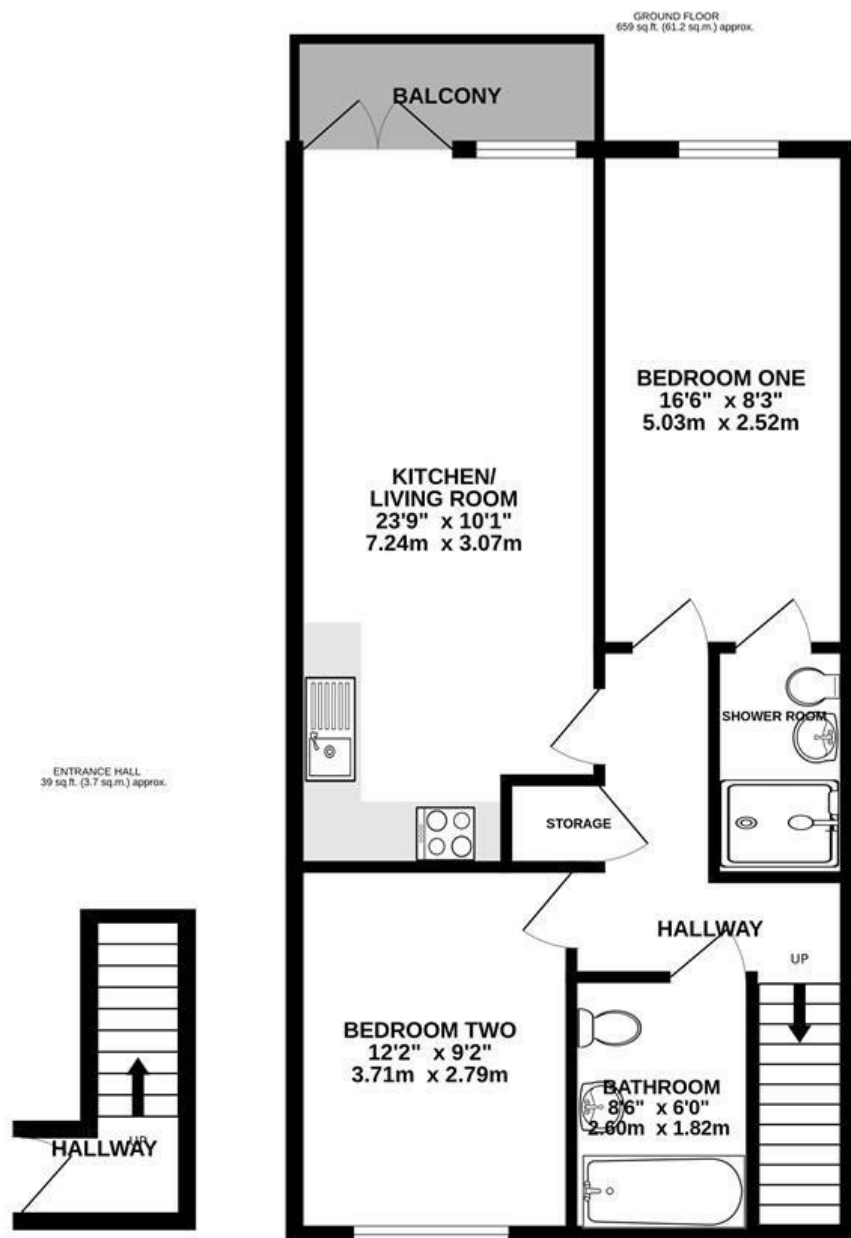 GROUND FLOOR
659 sq.ft. (61.2 sq.m.) approx.
BALCONY
BEDROOM ONE
16'6" x 8'3"
5.03m x 2.52m
KITCHEN/
LIVING ROOM
23'9" x 10'1"
7.24m x 3.07m
SHOWER ROOM
ENTRANCE HALL
39 sq.ft. (3.7 sq.m.) approx.
STORAGE
HALLWAY
UP
BEDROOM TWO
12'2" x 9'2"
3.71m x 2.79m
BATHROOM
8'6" x 6'0"
2.60m x 1.82m
HALLWAY
UP